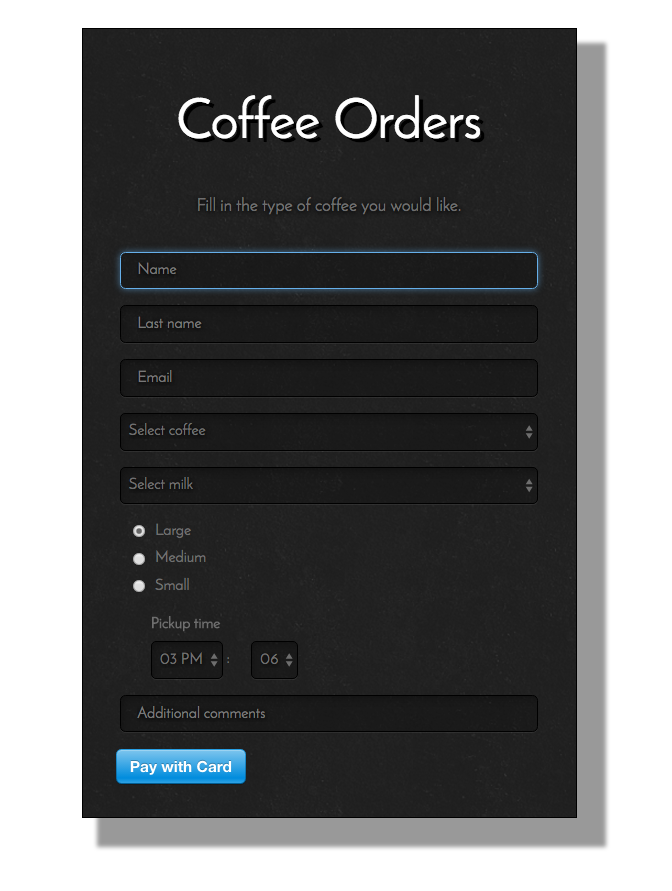 Coffee Orders
Fill in the type of coffee you would like.
Name
Last name
Email
Select coffee
Select milk
Large
Medium
Small
Pickup time
03 PM : 06
Additional comments
Pay with Card